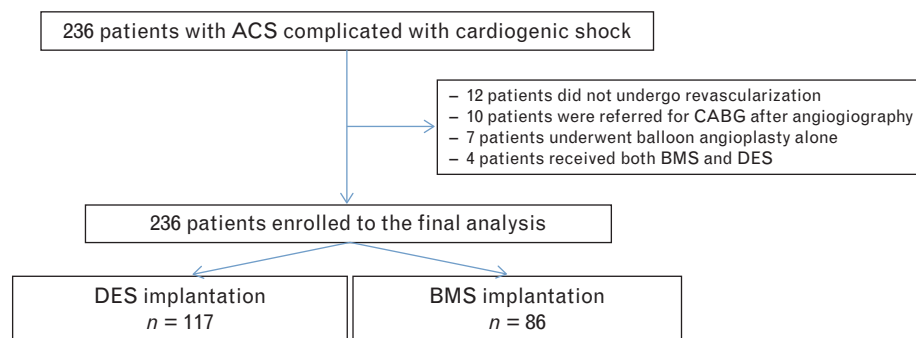 236 patients with ACS complicated with cardiogenic shock
– 12 patients did not undergo revascularization
– 10 patients were referred for CABG after angiogiography
– 7 patients underwent balloon angioplasty alone
– 4 patients received both BMS and DES
236 patients enrolled to the final analysis
DES implantation
n = 117
BMS implantation
n = 86